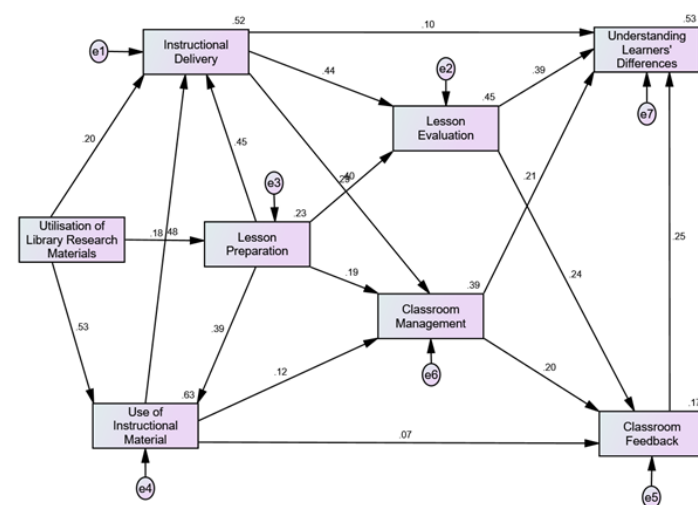 .52
.10
.53
e1
Instructional
Delivery
Understanding
Learners'
Differences
e2
.44
.39
.45
e7
Lesson
Evaluation
.20
.45
e3
.21
.23
Utilisation of
Library Research
Materials
.18
.48
Lesson
Preparation
.25
.19
.39
.24
Classroom
Management
.53
.39
.12
e6
.20
.63
Use of
Instructional
Material
.07
.17
Classroom
Feedback
e4
e5